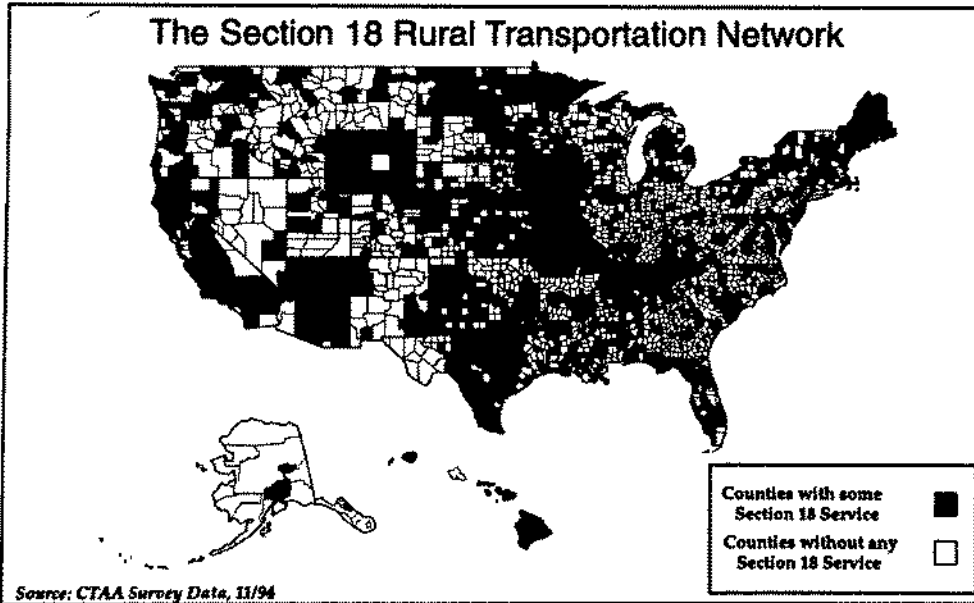 The Section 18 Rural Transportation Network
Counties with some
Section 18 Service
Counties without any
Section 18 Service
Source: CTAA Survey Data, 11/94